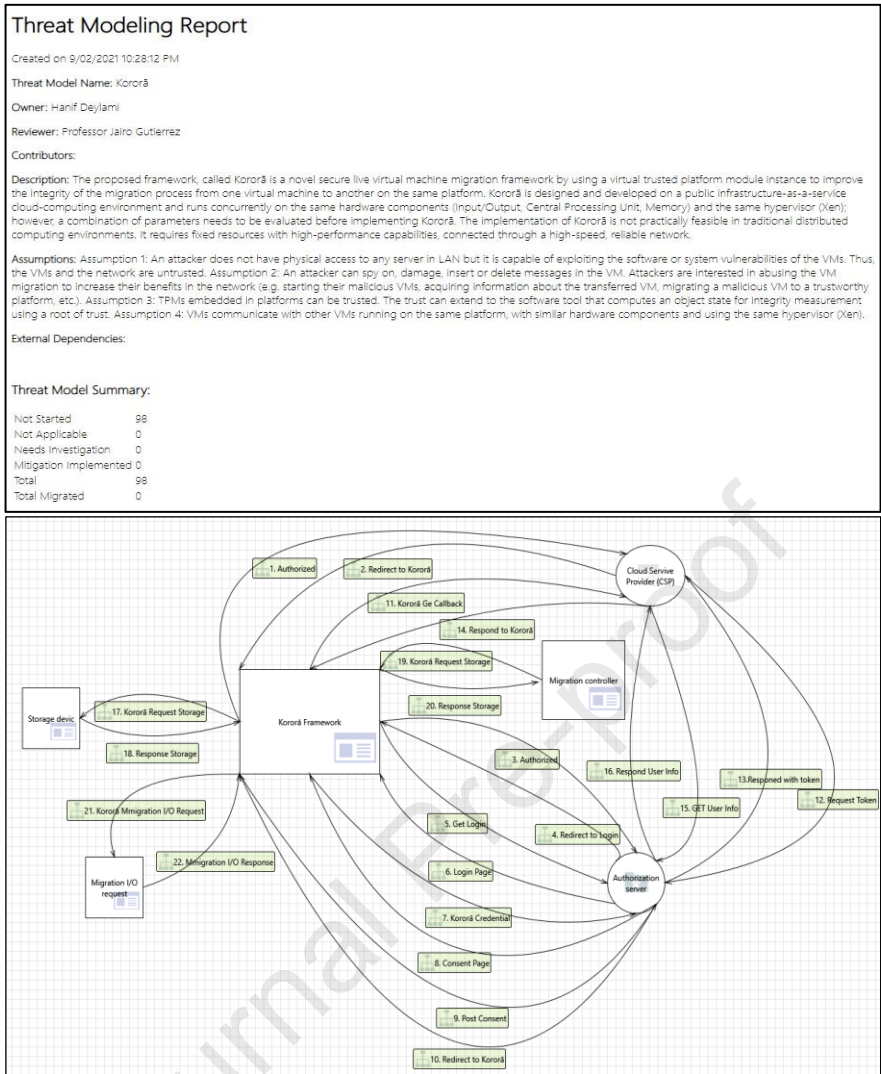 Threat Modeling Report
Created on 9/02/2021 10:28:12 PM
Threat Model Name: Kororā
Owner: Hanif Deylami
Reviewer: Professor Jairo Gutierrez
Contributors:
Description: The proposed framework, called Kororā is a novel secure live virtual machine migration framework by using a virtual trusted platform module instance to improve
the integrity of the migration process from one virtual machine to another on the same platform. Kororā is designed and developed on a public infrastructure-as-a-service
cloud-computing environment and runs concurrently on the same hardware components (Input/Output, Central Processing Unit, Memory) and the same hypervisor (Xen);
however, a combination of parameters needs to be evaluated before implementing Kororā. The implementation of Kororā is not practically feasible in traditional distributed
computing environments. It requires fixed resources with high-performance capabilities, connected through a high-speed, reliable network.
Assumptions: Assumption 1: An attacker does not have physical access to any server in LAN but it is capable of exploiting the software or system vulnerabilities of the VMs. Thus,
the VMs and the network are untrusted. Assumption 2: An attacker can spy on, damage, insert or delete messages in the VM. Attackers are interested in abusing the VM
migration to increase their benefits in the network (e.g. starting their malicious VMs, acquiring information about the transferred VM, migrating a malicious VM to a trustworthy
platform, etc.). Assumption 3: TPMs embedded in platforms can be trusted. The trust can extend to the software tool that computes an object state for integrity measurement
using a root of trust. Assumption 4: VMs communicate with other VMs running on the same platform, with similar hardware components and using the same hypervisor (Xen).
External Dependencies:
Threat Model Summary:
Not Started 98
Not Applicable 0
Needs Investigation 0
Mitigation Implemented 0
Total 98
Total Migrated 0
1. Authorized
2. Redirect to Kororá
Cloud Servive
Provider (CSP)
11. Kororá Ge Callback
14. Respond to Kororá
19. Kororá Request Storage
Migration controller
20. Response Storage
Storage devic
17. Kororá Request Storage
Kororá Framework
18. Response Storage
3. Authorized
16. Respond User Info
13.Responed with token
12. Request Token
15. GET User Info
21. Kororá Mmigration I/O Request
5. Get Login
4. Redirect to Login
22. Mmigration I/O Response
6. Login Page
Migration I/O
request
Authorization
server
7. Kororá Credential
8. Consent Page
9. Post Consent
10. Redirect to Kororá
urnal Pre-proof